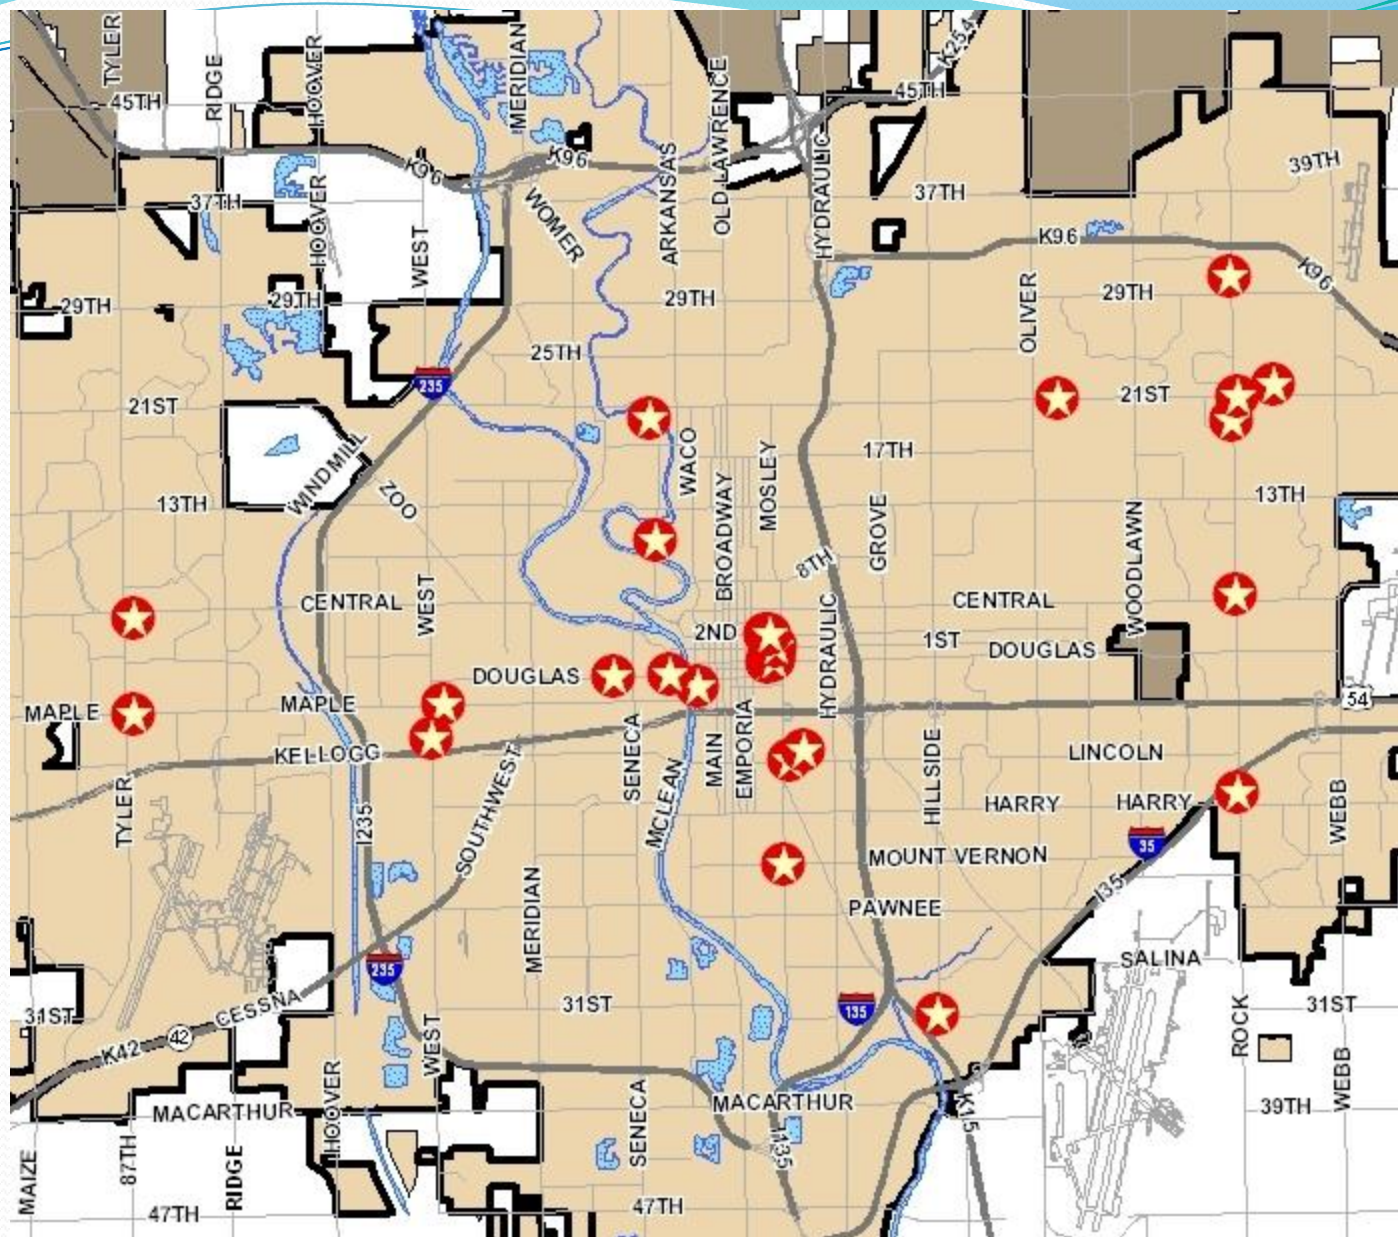 TYLER
RIDGE
HOOVER
MERIDIAN
K254
45TH
45TH
OLD LAWRENCE
K96
K96
ARKANSAS
HYDRAULIC
39TH
37TH
37TH
HOOVER
WOMER
WEST
K96
K96
29TH
29TH
29TH
29TH
OLIVER
25TH
235
21ST
21ST
WINDMILL
ZOO
WACO
MOSLEY
17TH
13TH
13TH
BROADWAY
GROVE
WOODLAWN
8TH
CENTRAL
WEST
CENTRAL
HYDRAULIC
2ND
1ST
DOUGLAS
DOUGLAS
MAPLE
MAPLE
54
KELLOGG
SENECA
MAIN
EMPORIA
LINCOLN
HILLSIDE
TYLER
I235
SOUTHWEST
MCLEAN
HARRY
HARRY
WEBB
35
MOUNT VERNON
I35
PAWNEE
MERIDIAN
235
SALINA
CESSNA
31ST
31ST
135
31ST
ROCK
42
K42
WEST
WEBB
HOOVER
MACARTHUR
SENECA
MACARTHUR
K15
39TH
I135
MAIZE
87TH
RIDGE
47TH
47TH